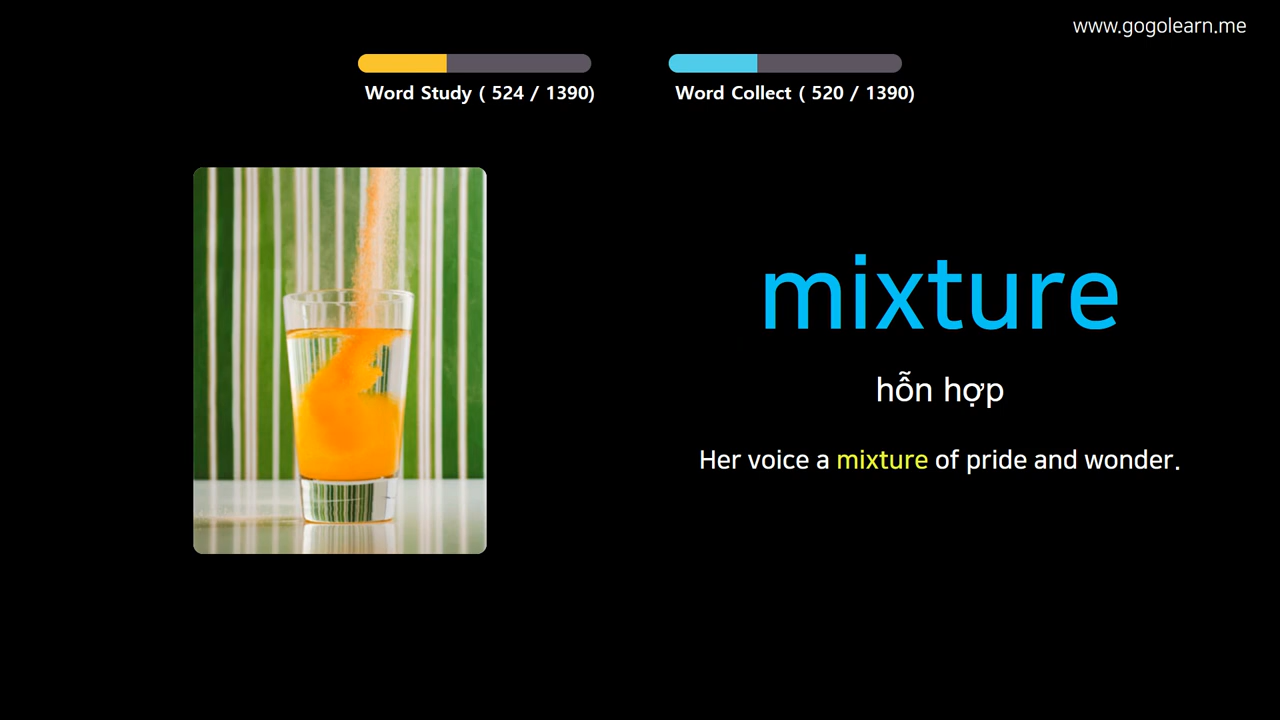 www.gogolearn.me
Word Study ( 524 / 1390)
Word Collect ( 520 / 1390)
mixture
hỗn hợp
Her voice a mixture of pride and wonder.